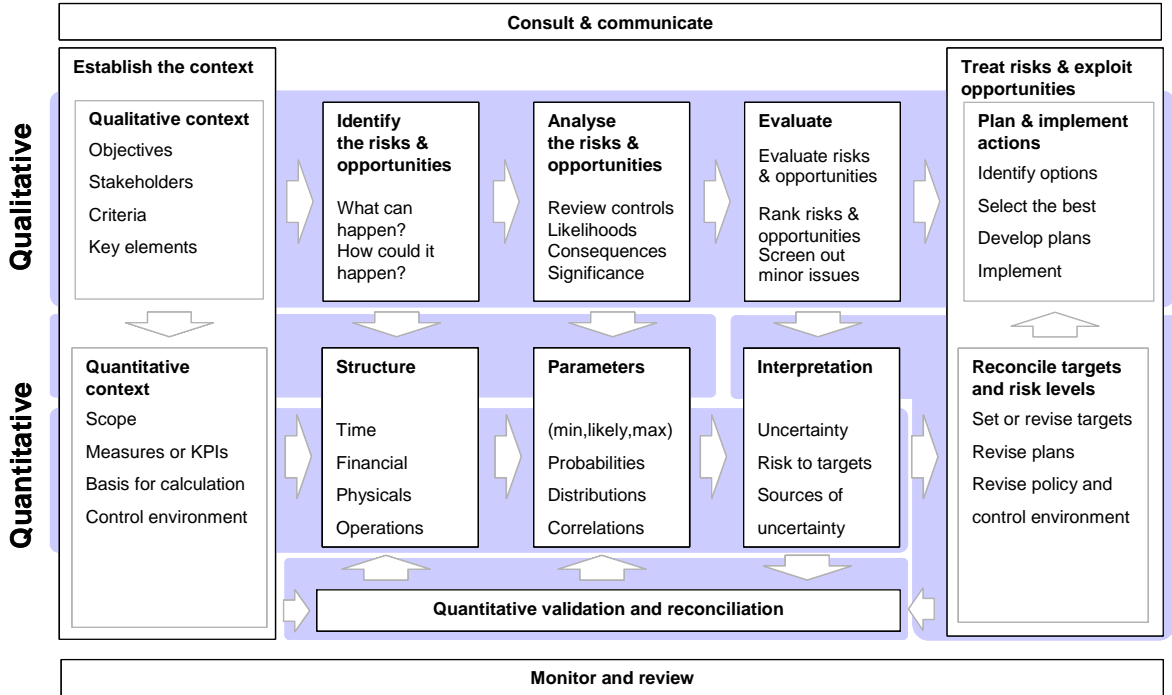 Consult & communicate
Qualitative
Establish the context
Qualitative context
Objectives
Stakeholders
Criteria
Key elements
Identify
the risks &
opportunities
What can
happen?
How could it
happen?
Analyse
the risks &
opportunities
Review controls
Likelihoods
Consequences
Significance
Evaluate
Evaluate risks
& opportunities
Rank risks &
opportunities
Screen out
minor issues
Treat risks & exploit
opportunities
Plan & implement
actions
Identify options
Select the best
Develop plans
Implement
Quantitative
Quantitative
context
Scope
Measures or KPIs
Basis for calculation
Control environment
Structure
Time
Financial
Physicals
Operations
Parameters
(min,likely,max)
Probabilities
Distributions
Correlations
Interpretation
Uncertainty
Risk to targets
Sources of
uncertainty
Reconcile targets
and risk levels
Set or revise targets
Revise plans
Revise policy and
control environment
Quantitative validation and reconciliation
Monitor and review